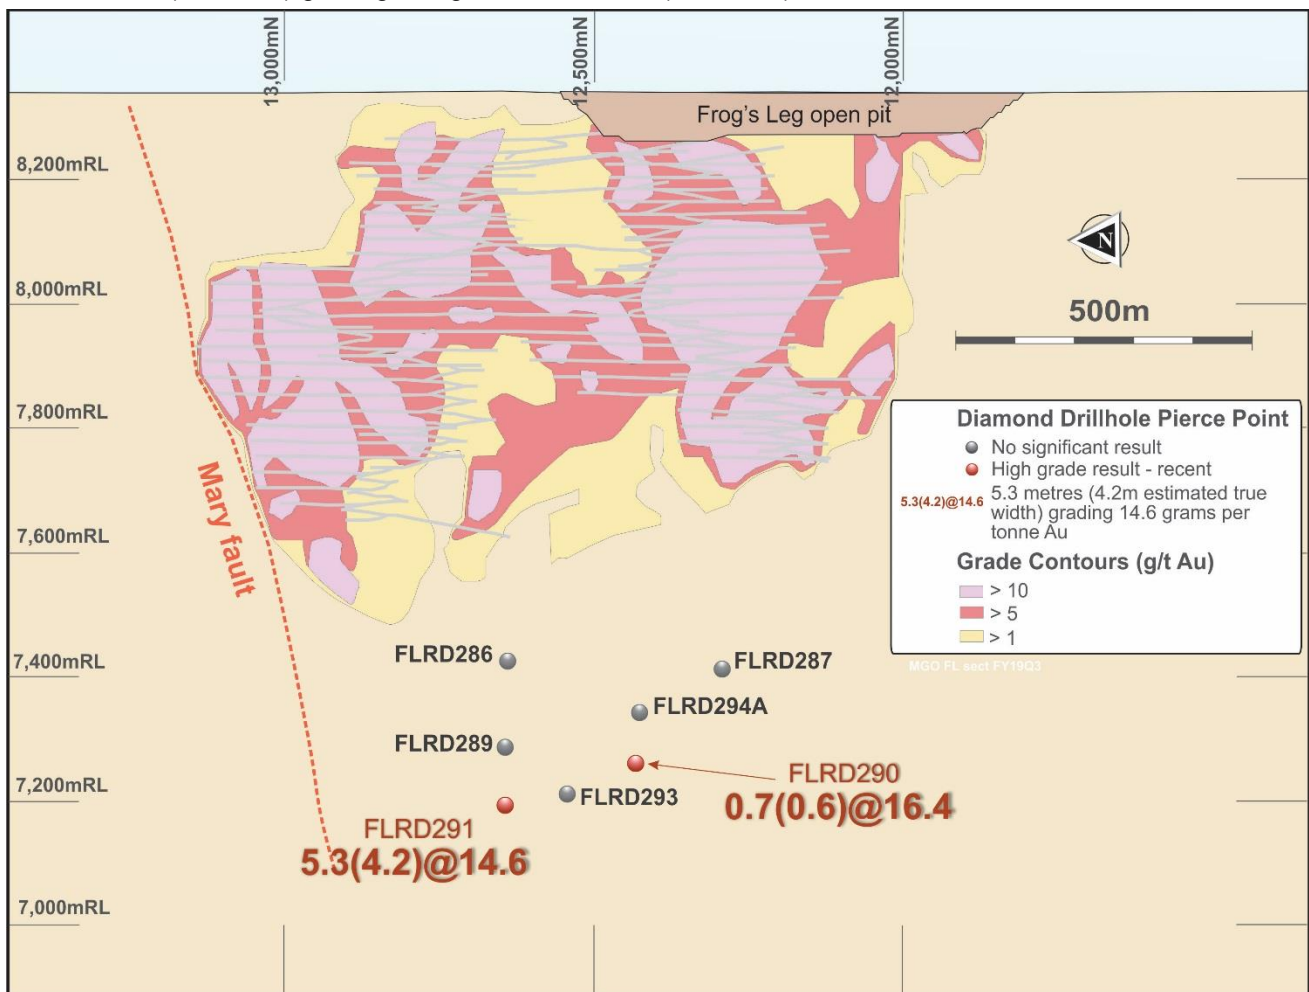 13,000mN
12,500mN
12,000mN
Frog's Leg open pit
8,200mRL
N
8,000mRL
500m
7,800mRL
Diamond Drillhole Pierce Point
No significant result
High grade result - recent
5.3(4.2)@14.6
5.3 metres (4.2m estimated true
width) grading 14.6 grams per
tonne Au
Mary fault
7,600mRL
Grade Contours (g/t Au)
> 10
> 5
> 1
FLRD286
FLRD287
7,400mRL
MGO FL sect FY19Q3
FLRD294A
FLRD289
FLRD290
0.7(0.6)@16.4
7,200mRL
FLRD293
FLRD291
5.3(4.2)@14.6
7,000mRL